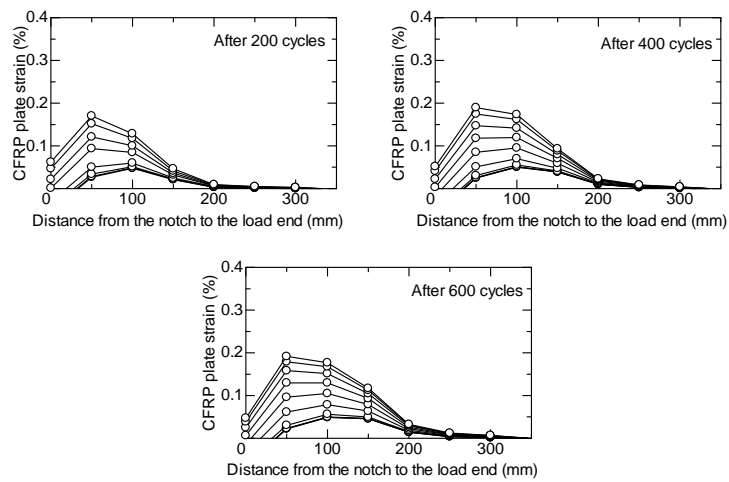 0.4
After 200 cycles
0.3
0.2
0.1
CFRP plate strain (%)
0 100 200 300
Distance from the notch to the load end (mm)
0.4
After 400 cycles
0.3
0.2
0.1
CFRP plate strain (%)
0 100 200 300
Distance from the notch to the load end (mm)
0.4
After 600 cycles
0.3
0.2
0.1
CFRP plate strain (%)
0 100 200 300
Distance from the notch to the load end (mm)